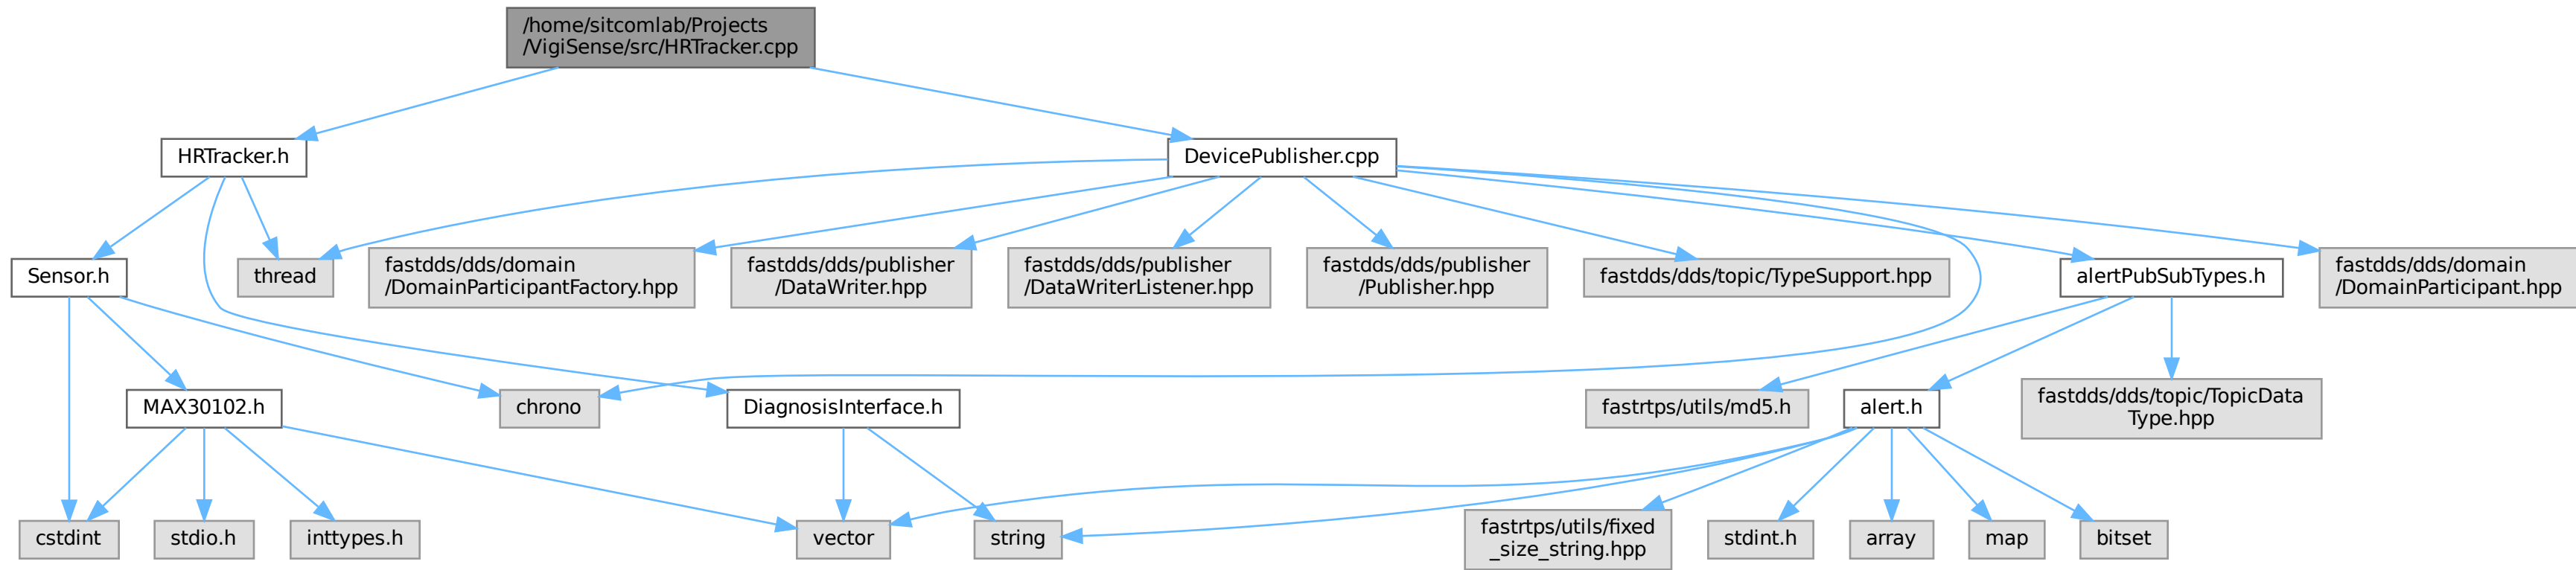 /home/sitcomlab/Projects
/VigiSense/src/HRTracker.cpp
HRTracker.h
DevicePublisher.cpp
Sensor.h
thread
fastdds/dds/domain
/DomainParticipantFactory.hpp
fastdds/dds/publisher
/DataWriter.hpp
fastdds/dds/publisher
/DataWriterListener.hpp
fastdds/dds/publisher
/Publisher.hpp
fastdds/dds/topic/TypeSupport.hpp
alertPubSubTypes.h
fastdds/dds/domain
/DomainParticipant.hpp
MAX30102.h
chrono
DiagnosisInterface.h
fastrtps/utils/md5.h
alert.h
fastdds/dds/topic/TopicData
Type.hpp
cstdint
stdio.h
inttypes.h
vector
string
fastrtps/utils/fixed
_size_string.hpp
stdint.h
array
map
bitset